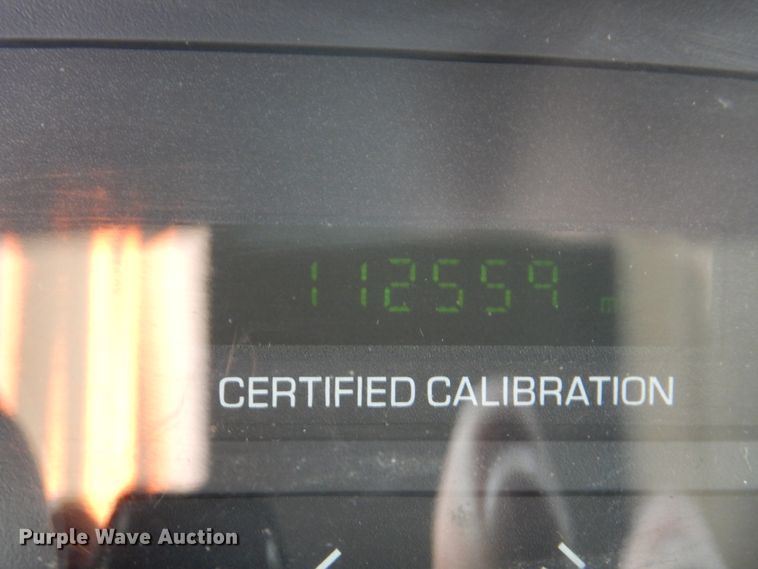 112559 m
CERTIFIED CALIBRATION
Purple Wave Auction®